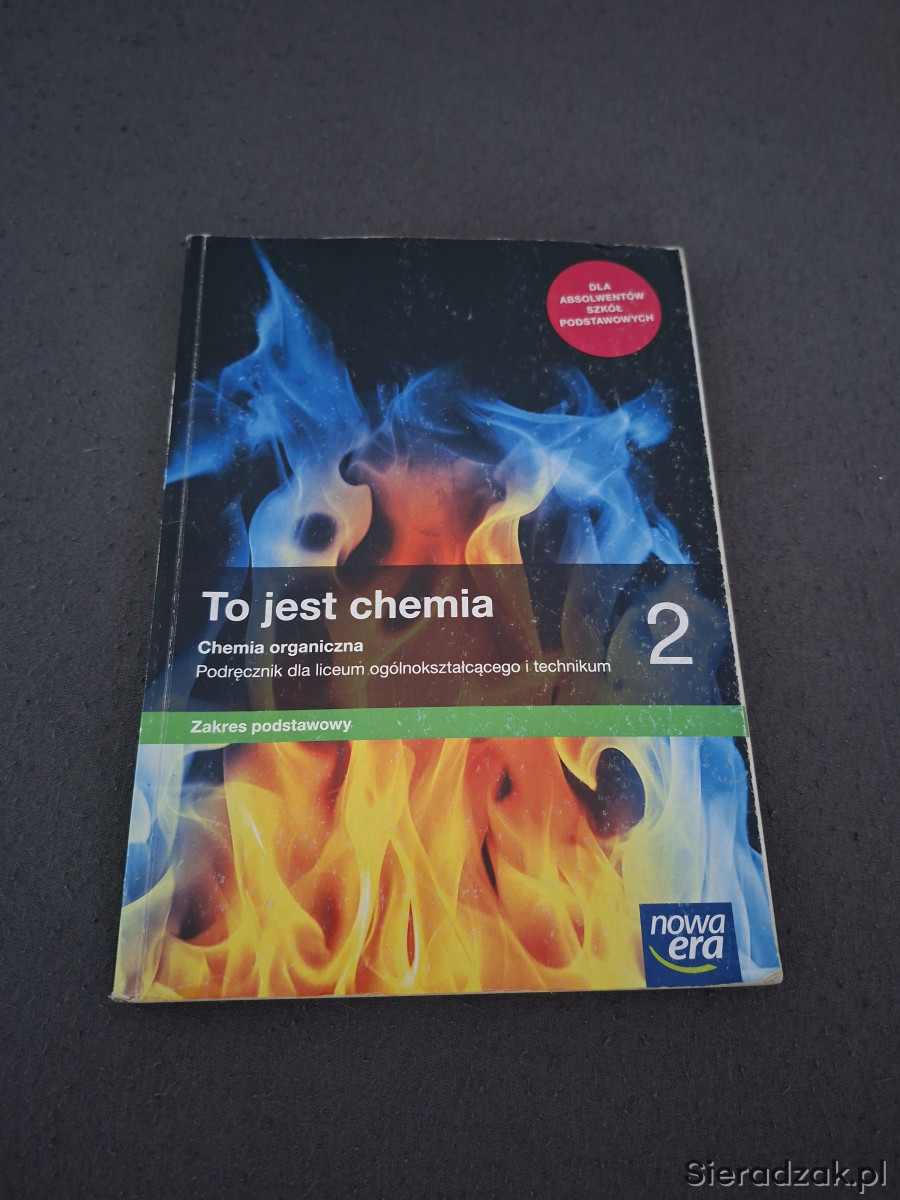 DLA
ABSOLWENTÓW
SZKÓŁ
PODSTAWOWYCH
To jest chemia
2
Chemia organiczna
Podręcznik dla liceum ogólnokształcącego i technikum
Zakres podstawowy
nowa
era
Sieradzak.pl